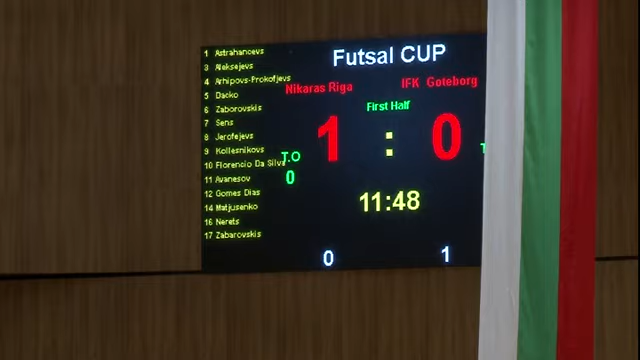 Futsal CUP
1 Astrahancevs
3 Aleksejevs
4 Arhipovs-Prokofjevs
5 Dacko
6 Zaborovskis
7 Sens
8 Jerofejevs
9 Kollesnikovs
10 Florencio Da Silva
11 Avanesov
12 Gomes Dias
14 Matjusenko
16 Nerets
17 Zabarovskis
Nikaras Riga IFK Goteborg
First Half
1 : 0
T.O T
0
11:48
0 1